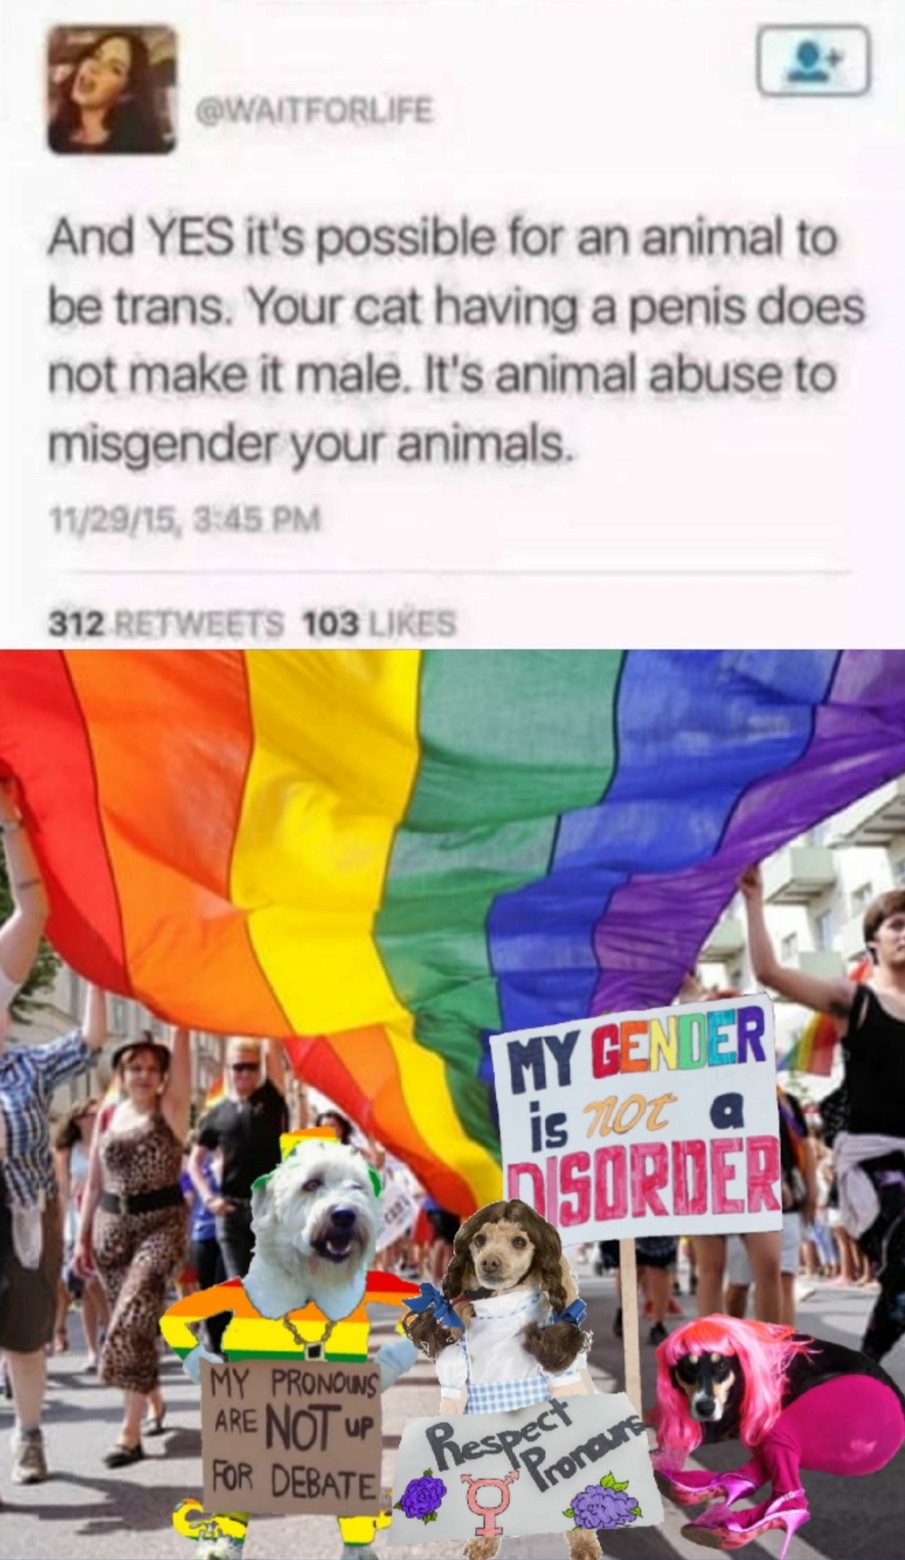 @WAITFORLIFE
And YES it's possible for an animal to
be trans. Your cat having a penis does
not make it male. It's animal abuse to
misgender your animals.
11/29/15, 3:45 PM
312 RETWEETS 103 LIKES
MY GENDER
is not a
DISORDER
MY PRONOUNS
ARE NOT UP
FOR DEBATE
Respect
Pronouns